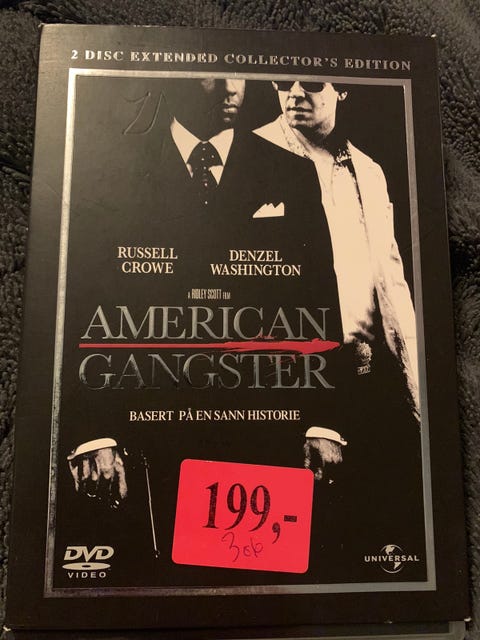 2 DISC EXTENDED COLLECTOR'S EDITION
RUSSELL
CROWE
DENZEL
WASHINGTON
A RIDLEY SCOTT FILM
AMERICAN
GANGSTER
BASERT PÅ EN SANN HISTORIE
199,-
DVD
VIDEO
UNIVERSAL